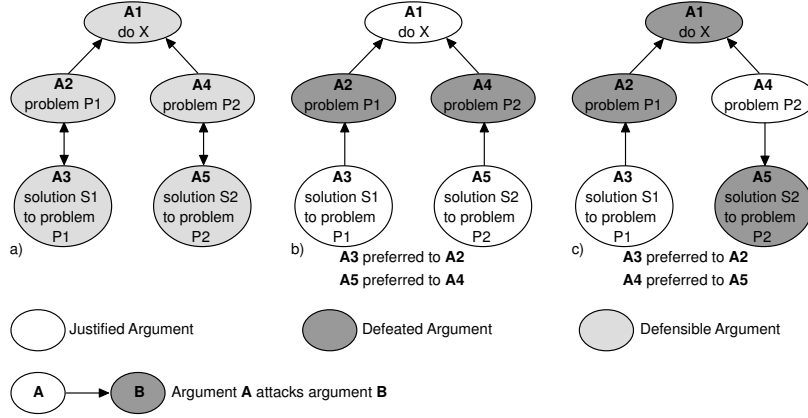 A1
do X
A2
problem P1
A4
problem P2
A3
solution S1
to problem
P1
A5
solution S2
to problem
P2
a)
A1
do X
A2
problem P1
A4
problem P2
A3
solution S1
to problem
P1
A5
solution S2
to problem
P2
b)
A3 preferred to A2
A5 preferred to A4
A1
do X
A2
problem P1
A4
problem P2
A3
solution S1
to problem
P1
A5
solution S2
to problem
P2
c)
A3 preferred to A2
A4 preferred to A5
Justified Argument
Defeated Argument
Defensible Argument
A B Argument A attacks argument B